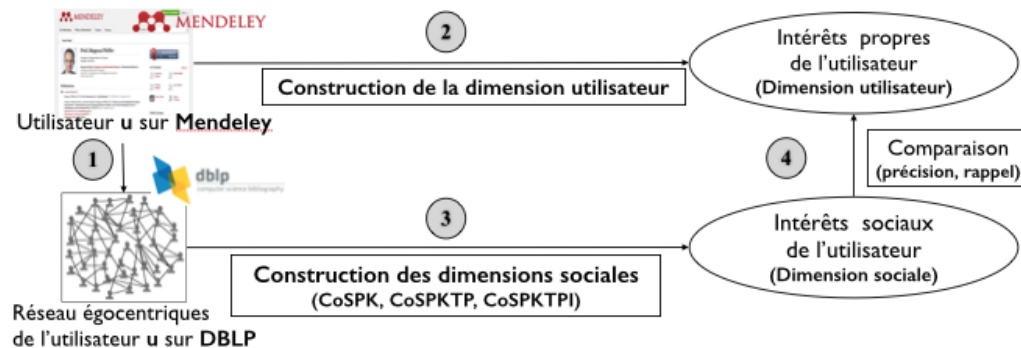 MENDELEY
MENDELEY
2
Construction de la dimension utilisateur
Intérêts propres
de l'utilisateur
(Dimension utilisateur)
Utilisateur u sur Mendeley
1
dblp
computer science bibliography
4
Comparaison
(précision, rappel)
3
Construction des dimensions sociales
(CoSPK, CoSPKTP, CoSPKTPI)
Intérêts sociaux
de l'utilisateur
(Dimension sociale)
Réseau égocentriques
de l'utilisateur u sur DBLP